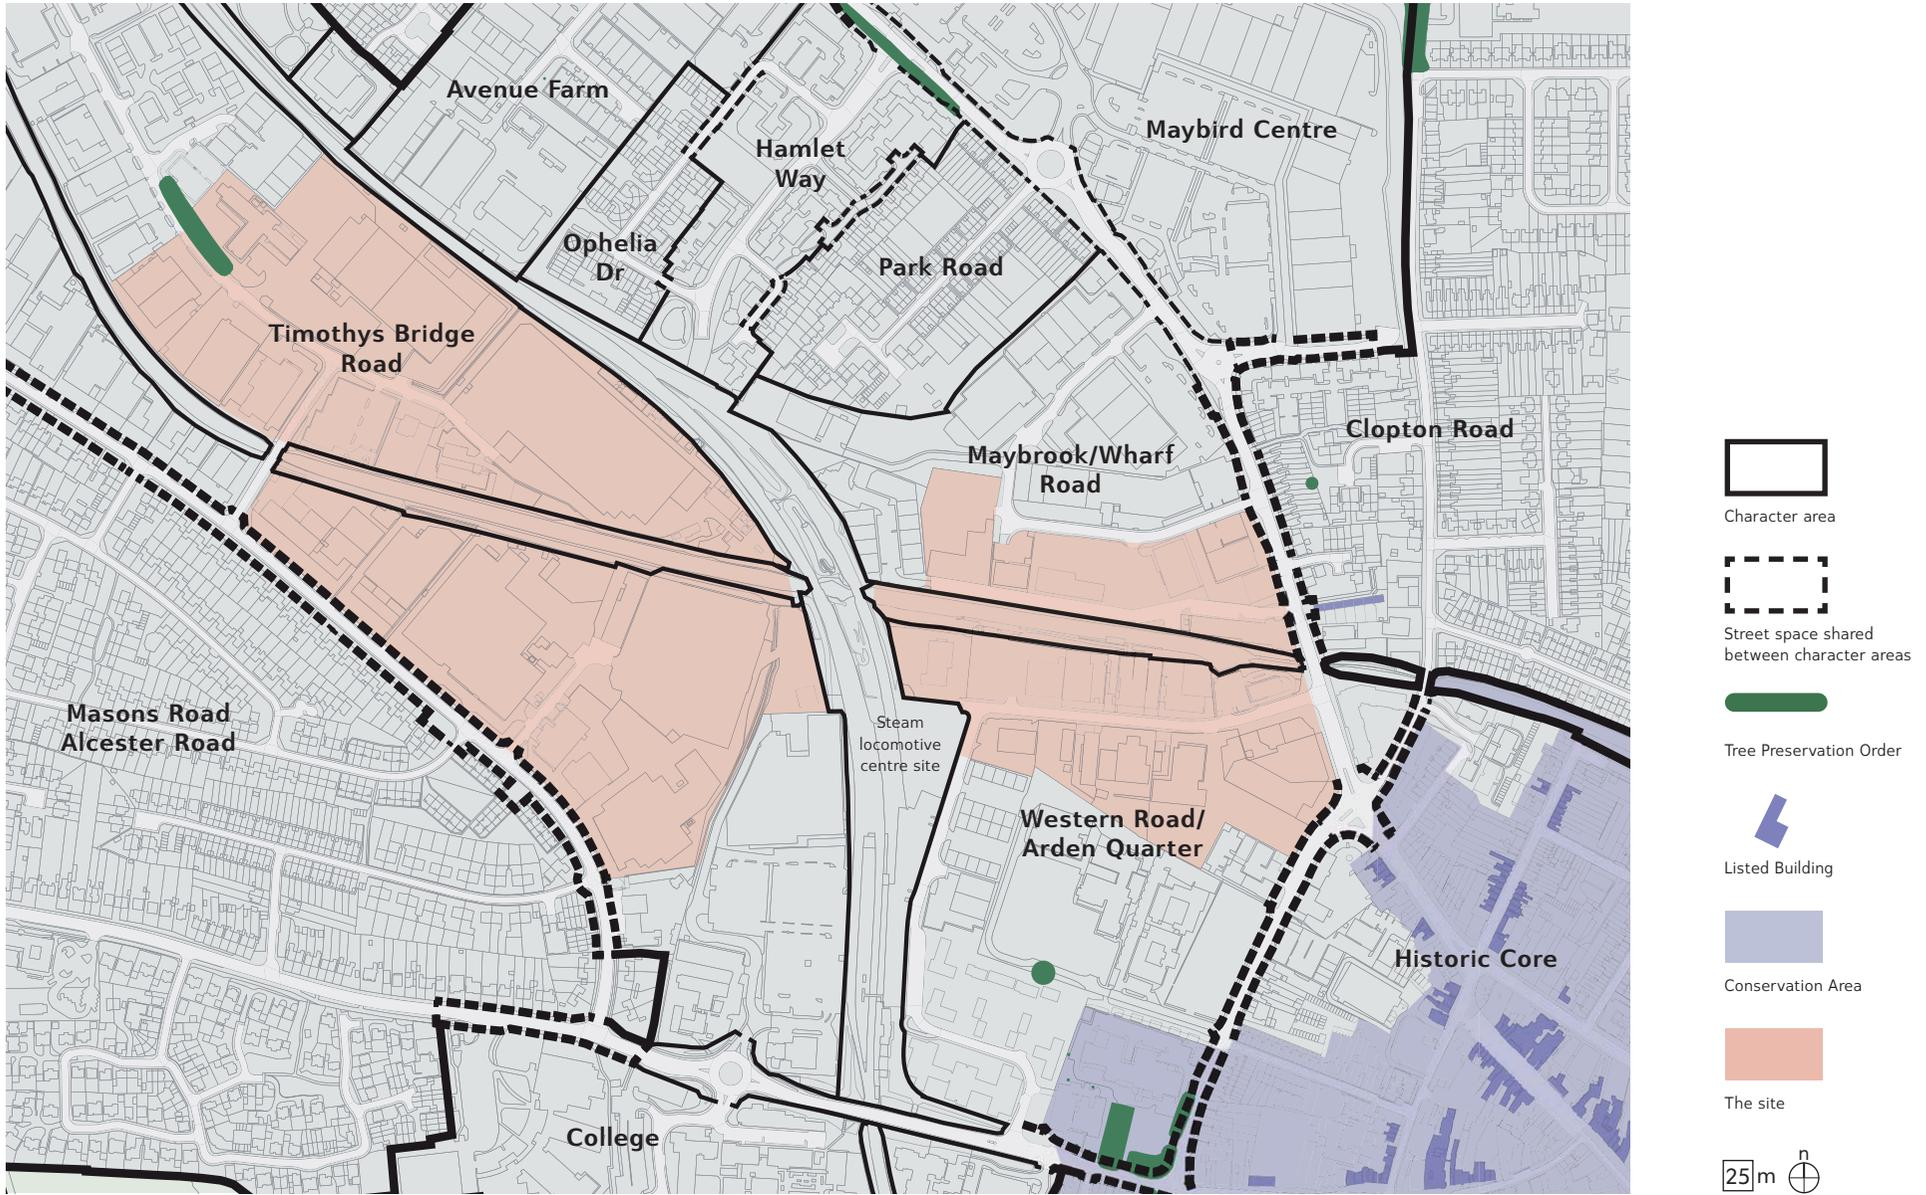 Avenue Farm
Maybird Centre
Hamlet
Way
Ophelia
Dr
Park Road
Timothys Bridge
Road
Clopton Road
Maybrook/Wharf
Road
Masons Road
Alcester Road
Steam
locomotive
centre site
Western Road/
Arden Quarter
Historic Core
College
Character area
Street space shared
between character areas
Tree Preservation Order
Listed Building
Conservation Area
The site
25 m
n